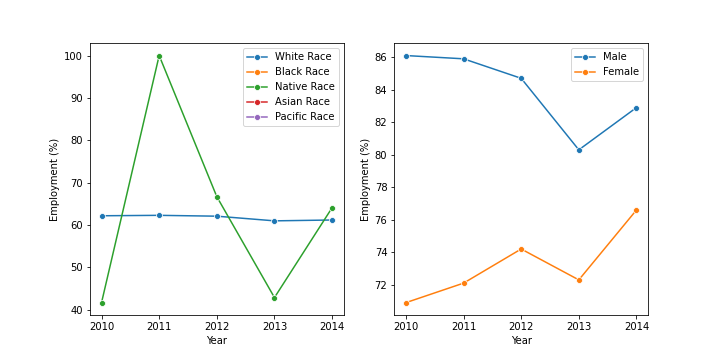 100
90
80
70
60
50
40
Employment (%)
2010 2011 2012 2013 2014
Year
White Race
Black Race
Native Race
Asian Race
Pacific Race
86
84
82
80
78
76
74
72
Employment (%)
2010 2011 2012 2013 2014
Year
Male
Female